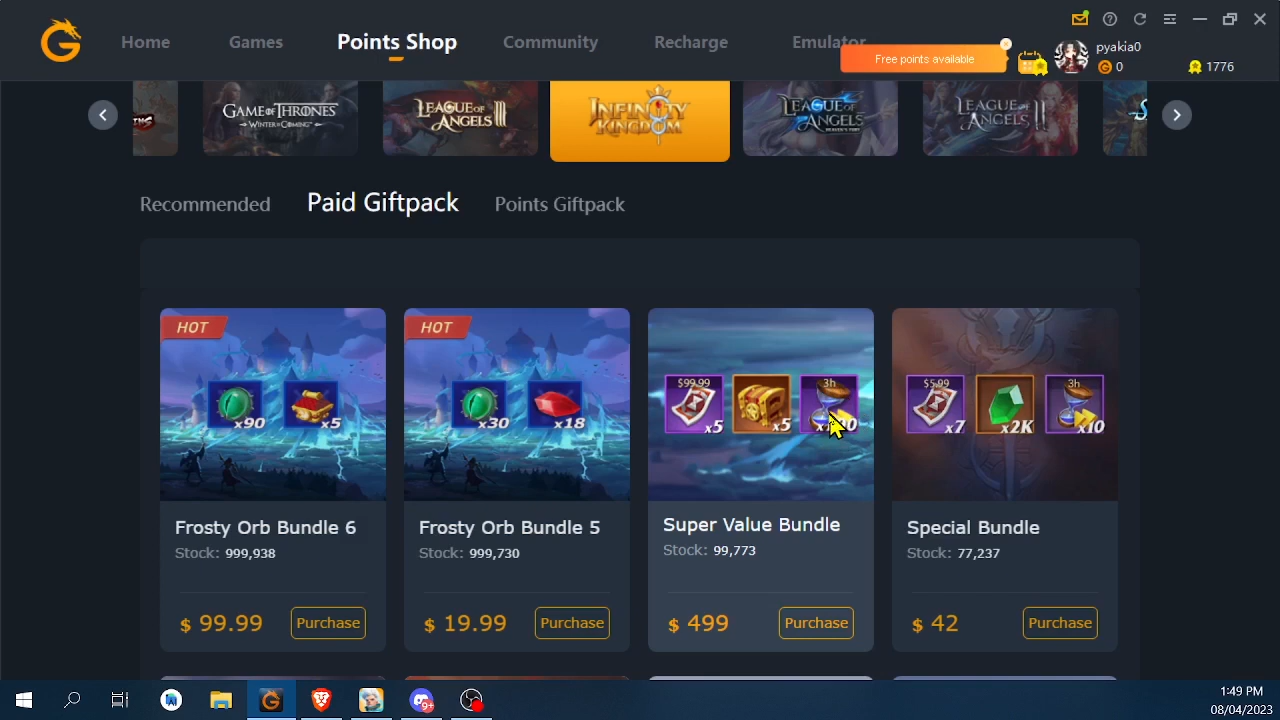 Home
Games
Points Shop
Community
Recharge
Emulator
Free points available
pyakia0
0
1776
GAME OF THRONES
WINTER IS COMING
LEAGUE OF ANGELS III
INFINITY KINGDOM
LEAGUE OF ANGELS
HEAVEN'S FURY
LEAGUE OF ANGELS II
Recommended
Paid Giftpack
Points Giftpack
HOT
x90
x5
Frosty Orb Bundle 6
Stock: 999,938
$ 99.99
Purchase
HOT
x30
x18
Frosty Orb Bundle 5
Stock: 999,730
$ 19.99
Purchase
$99.99
x5
x5
3h
Super Value Bundle
Stock: 99,773
$ 499
Purchase
$5.99
x7
x2K
3h
x10
Special Bundle
Stock: 77,237
$ 42
Purchase
9+
1:49 PM
08/04/2023